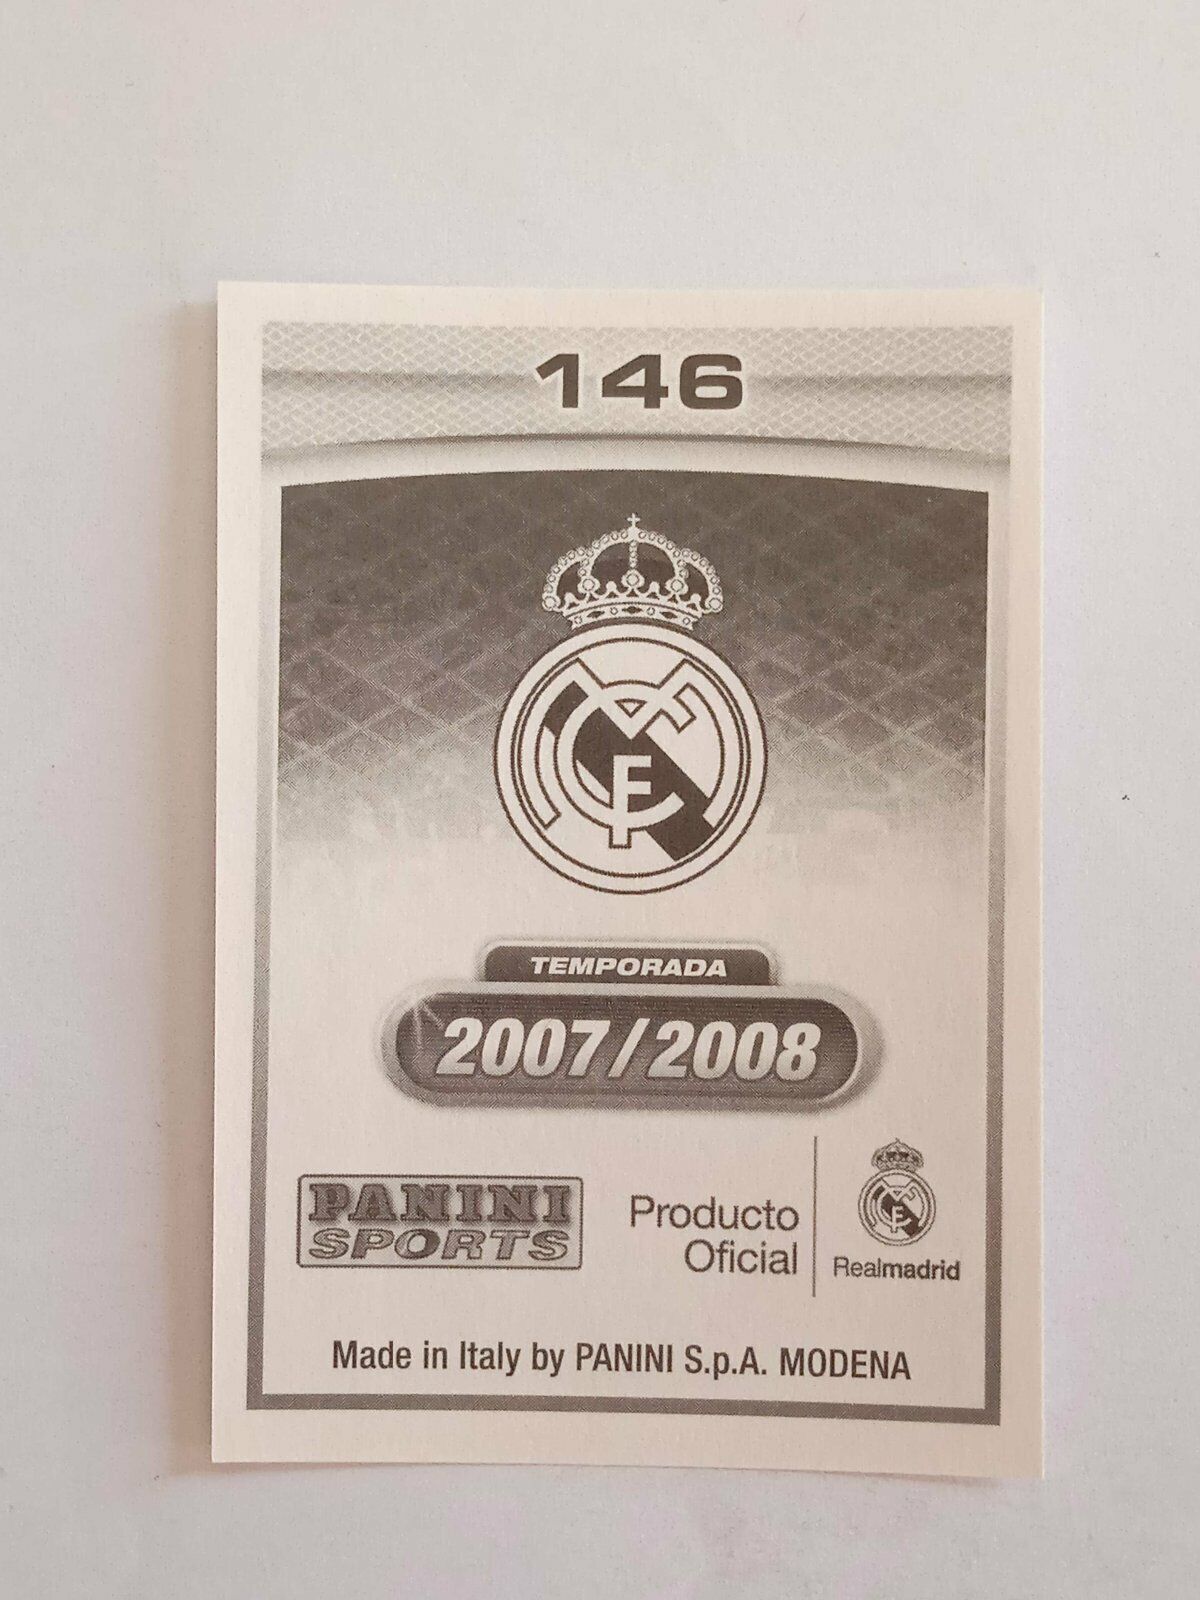 146
TEMPORADA
2007/2008
PANINI
SPORTS
Producto
Oficial
Realmadrid
Made in Italy by PANINI S.p.A. MODENA